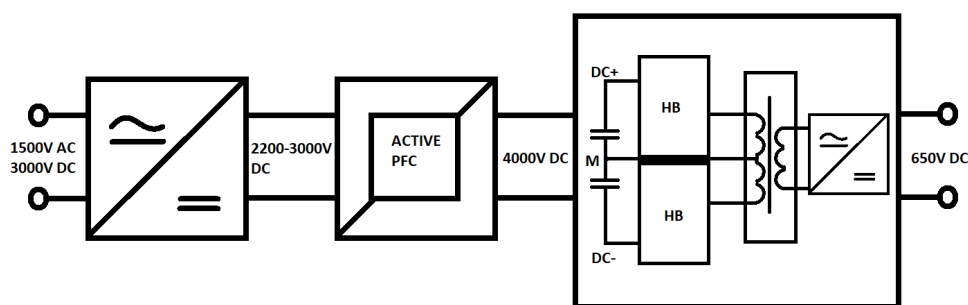 1500V AC
3000V DC
2200-3000V
DC
ACTIVE
PFC
4000V DC
DC+
M
DC-
HB
HB
650V DC